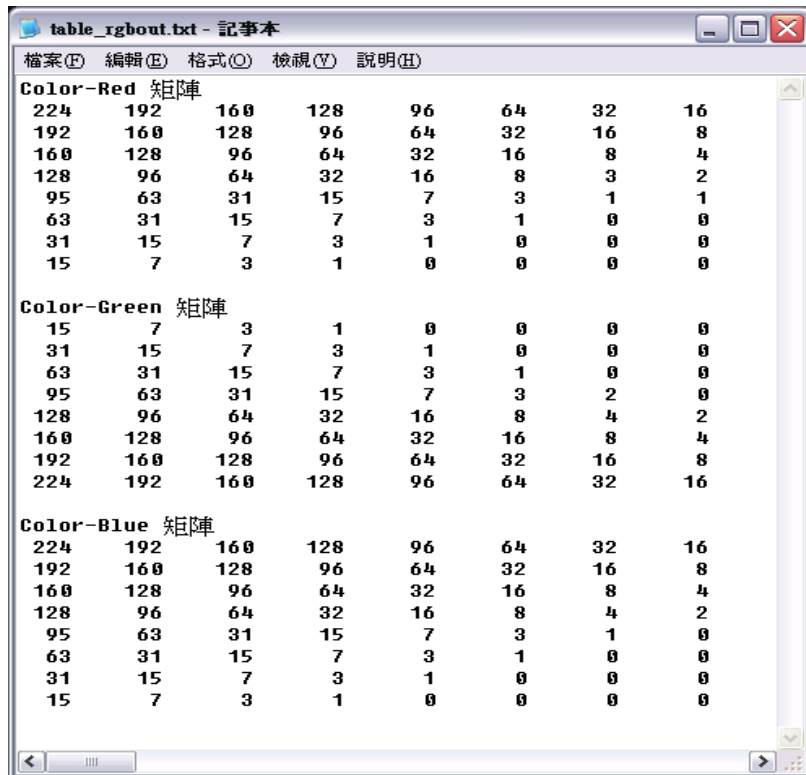 table_rgbout.txt - 記事本
檔案(F) 編輯(E) 格式(O) 檢視(V) 說明(H)
Color-Red 矩陣
224 192 160 128 96 64 32 16
192 160 128 96 64 32 16 8
160 128 96 64 32 16 8 4
128 96 64 32 16 8 3 2
95 63 31 15 7 3 1 1
63 31 15 7 3 1 0 0
31 15 7 3 1 0 0 0
15 7 3 1 0 0 0 0
Color-Green 矩陣
15 7 3 1 0 0 0 0
31 15 7 3 1 0 0 0
63 31 15 7 3 1 0 0
95 63 31 15 7 3 2 0
128 96 64 32 16 8 4 2
160 128 96 64 32 16 8 4
192 160 128 96 64 32 16 8
224 192 160 128 96 64 32 16
Color-Blue 矩陣
224 192 160 128 96 64 32 16
192 160 128 96 64 32 16 8
160 128 96 64 32 16 8 4
128 96 64 32 16 8 4 2
95 63 31 15 7 3 1 0
63 31 15 7 3 1 0 0
31 15 7 3 1 0 0 0
15 7 3 1 0 0 0 0